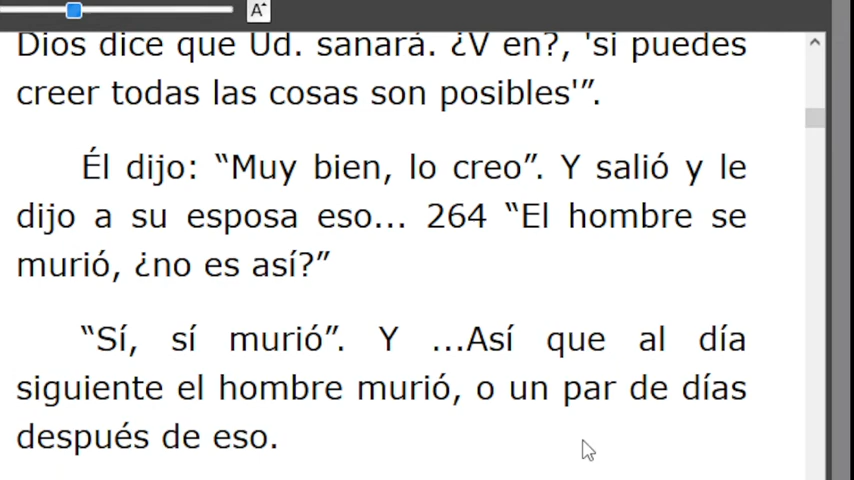 A
Dios dice que Ud. sanará. ¿V en?, 'si puedes
creer todas las cosas son posibles'”.
Él dijo: “Muy bien, lo creo”. Y salió y le
dijo a su esposa eso... 264 “El hombre se
murió, ¿no es así?”
“Sí, sí murió”. Y ...Así que al día
siguiente el hombre murió, o un par de días
después de eso.